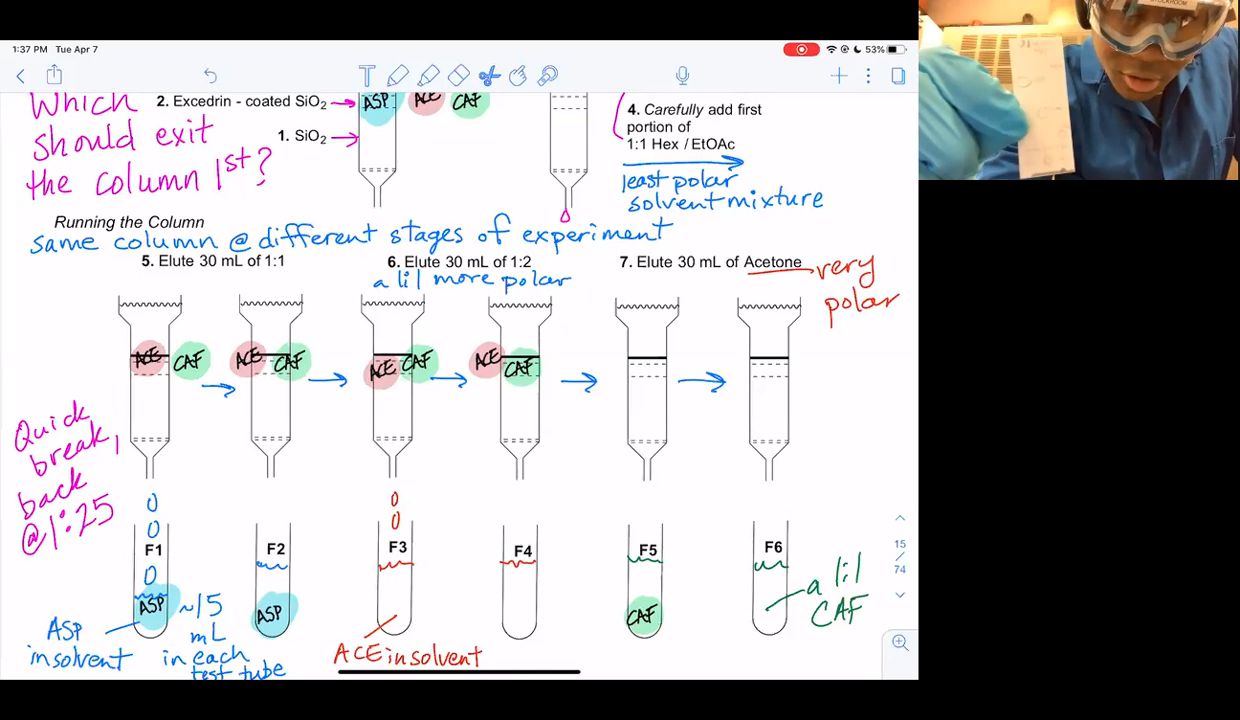 1:37 PM Tue Apr 7
53%
STOCKROOM
Which
should exit
the column 1st?
2. Excedrin - coated SiO2
ASP ACE CAF
1. SiO2
4. Carefully add first
portion of
1:1 Hex / EtOAc
least polar
solvent mixture
Running the Column
same column @ different stages of experiment
5. Elute 30 mL of 1:1
6. Elute 30 mL of 1:2
a lil more polar
7. Elute 30 mL of Acetone
very
polar
ACE CAF
ACE CAF
ACE CAF
ACE CAF
Quick
break,
back
@1:25
F1
F2
F3
F4
F5
F6
ASP
ASP
CAF
ASP
in solvent
~15
mL
in each
test tube
ACE in solvent
a lil
CAF
15
/
74